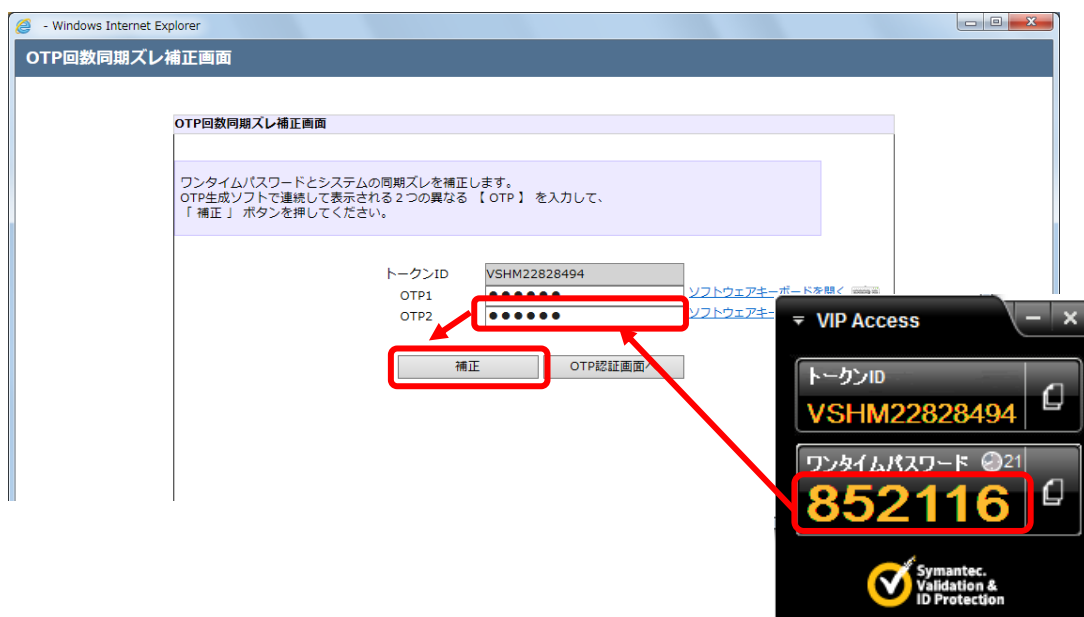 - Windows Internet Explorer
OTP回数同期ズレ補正画面
OTP回数同期ズレ補正画面
ワンタイムパスワードとシステムの同期ズレを補正します。
OTP生成ソフトで連続して表示される２つの異なる 【 OTP 】 を入力して、
「 補正 」 ボタンを押してください。
トークンID VSHM22828494
OTP1 ●●●●●● ソフトウェアキーボードを開く
OTP2 ●●●●●● ソフトウェアキー
補正 OTP認証画面へ
VIP Access
トークンID
VSHM22828494
ワンタイムパスワード 21
852116
Symantec.
Validation &
ID Protection